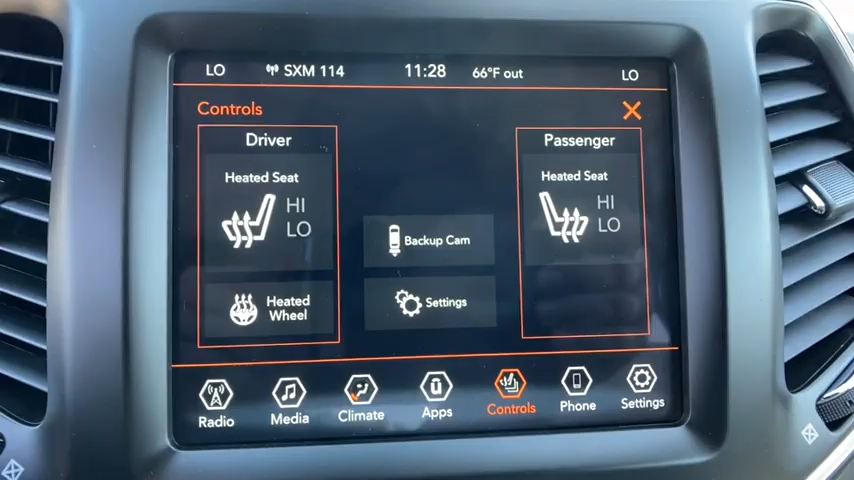 LO SXM 114 11:28 66°F out LO
Controls
Driver
Passenger
Heated Seat
HI
LO
Heated Seat
HI
LO
Backup Cam
Heated
Wheel
Settings
Radio Media Climate Apps Controls Phone Settings